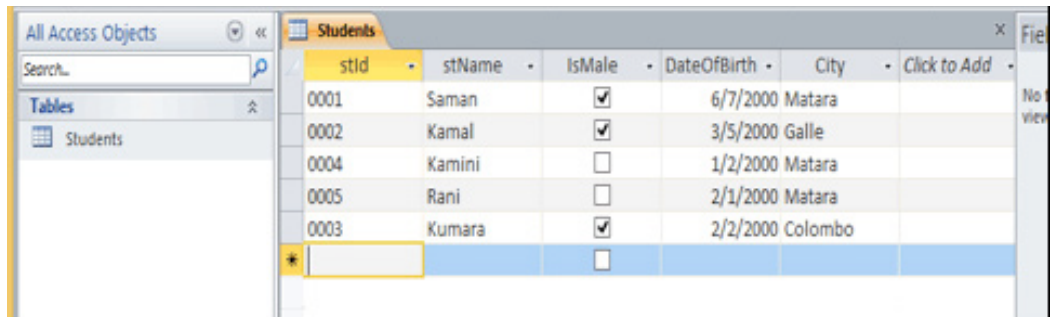 All Access Objects
Search...
Tables
Students
Students
stId stName IsMale DateOfBirth City Click to Add
0001 Saman 6/7/2000 Matara
0002 Kamal 3/5/2000 Galle
0004 Kamini 1/2/2000 Matara
0005 Rani 2/1/2000 Matara
0003 Kumara 2/2/2000 Colombo
No
view